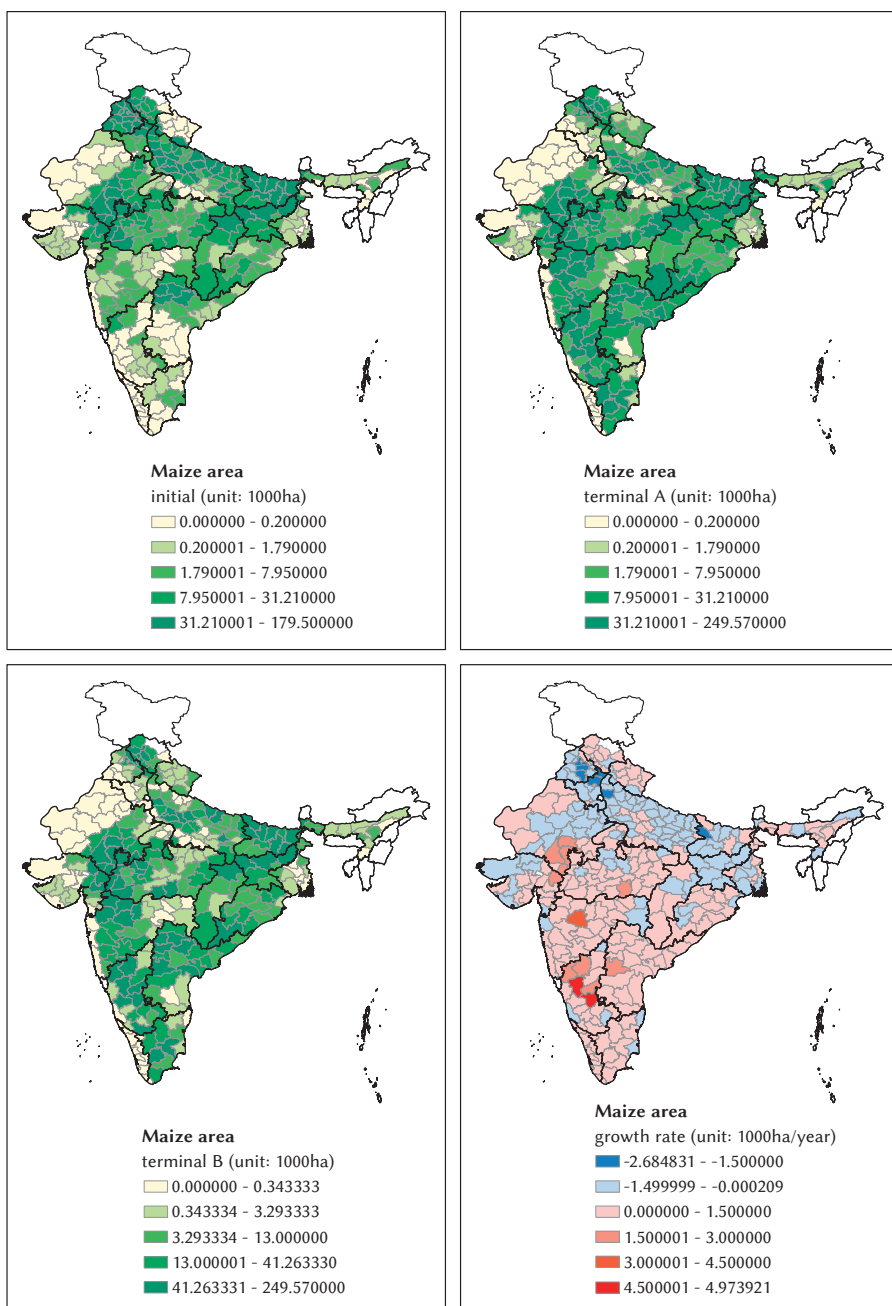 Maize area
initial (unit: 1000ha)
0.000000 - 0.200000
0.200001 - 1.790000
1.790001 - 7.950000
7.950001 - 31.210000
31.210001 - 179.500000
Maize area
terminal A (unit: 1000ha)
0.000000 - 0.200000
0.200001 - 1.790000
1.790001 - 7.950000
7.950001 - 31.210000
31.210001 - 249.570000
Maize area
terminal B (unit: 1000ha)
0.000000 - 0.343333
0.343334 - 3.293333
3.293334 - 13.000000
13.000001 - 41.263330
41.263331 - 249.570000
Maize area
growth rate (unit: 1000ha/year)
-2.684831 - -1.500000
-1.499999 - -0.000209
0.000000 - 1.500000
1.500001 - 3.000000
3.000001 - 4.500000
4.500001 - 4.973921